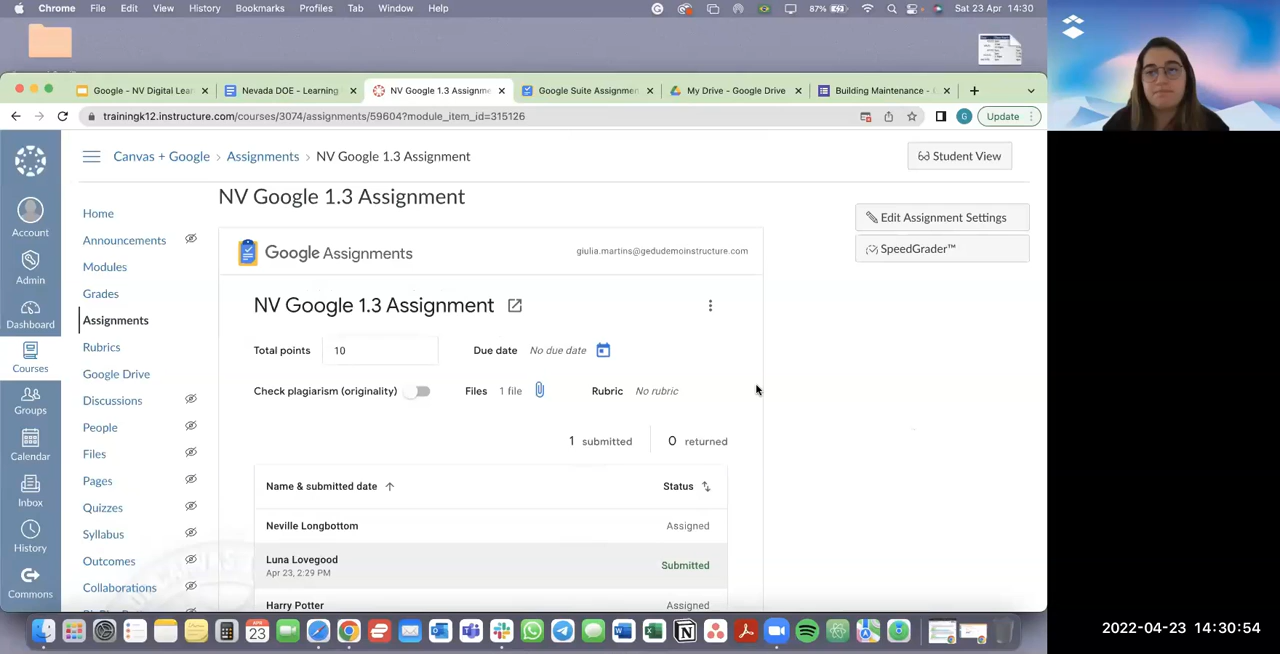 Chrome File Edit View History Bookmarks Profiles Tab Window Help 87% Sat 23 Apr 14:30
Google - NV Digital Lea
Nevada DOE - Learning
NV Google 1.3 Assignme
Google Suite Assignmen
My Drive - Google Drive
Building Maintenance -
trainingk12.instructure.com/courses/3074/assignments/59604?module_item_id=315126
G
Update
Canvas + Google > Assignments > NV Google 1.3 Assignment
Student View
Account
Admin
Dashboard
Courses
Groups
Calendar
Inbox
History
Commons
Home
Announcements
Modules
Grades
Assignments
Rubrics
Google Drive
Discussions
People
Files
Pages
Quizzes
Syllabus
Outcomes
Collaborations
NV Google 1.3 Assignment
Edit Assignment Settings
SpeedGrader™
Google Assignments
giulia.martins@gedudemoinstructure.com
NV Google 1.3 Assignment
Total points 10 Due date No due date
Check plagiarism (originality) Files 1 file Rubric No rubric
1 submitted 0 returned
Name & submitted date Status
Neville Longbottom Assigned
Luna Lovegood Submitted
Apr 23, 2:29 PM
Harry Potter Assigned
APR
23
2022-04-23 14:30:54